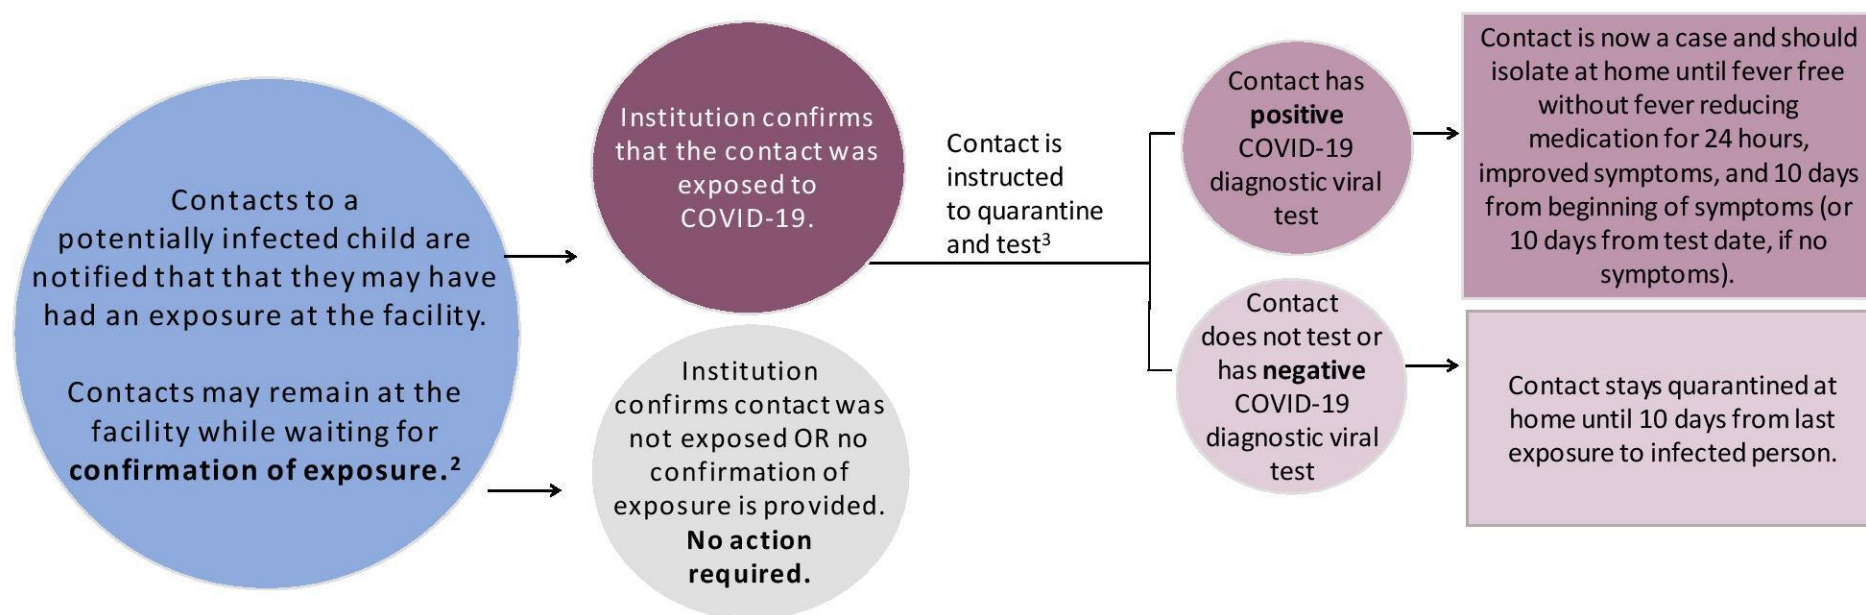 Contacts to a
potentially infected child are
notified that that they may have
had an exposure at the facility.
Contacts may remain at the
facility while waiting for
confirmation of exposure.²
Institution confirms
that the contact was
exposed to
COVID-19.
Institution
confirms contact was
not exposed OR no
confirmation of
exposure is provided.
No action
required.
Contact is
instructed
to quarantine
and test³
Contact has
positive
COVID-19
diagnostic viral
test
Contact is now a case and should
isolate at home until fever free
without fever reducing
medication for 24 hours,
improved symptoms, and 10 days
from beginning of symptoms (or
10 days from test date, if no
symptoms).
Contact
does not test or
has negative
COVID-19
diagnostic viral
test
Contact stays quarantined at
home until 10 days from last
exposure to infected person.